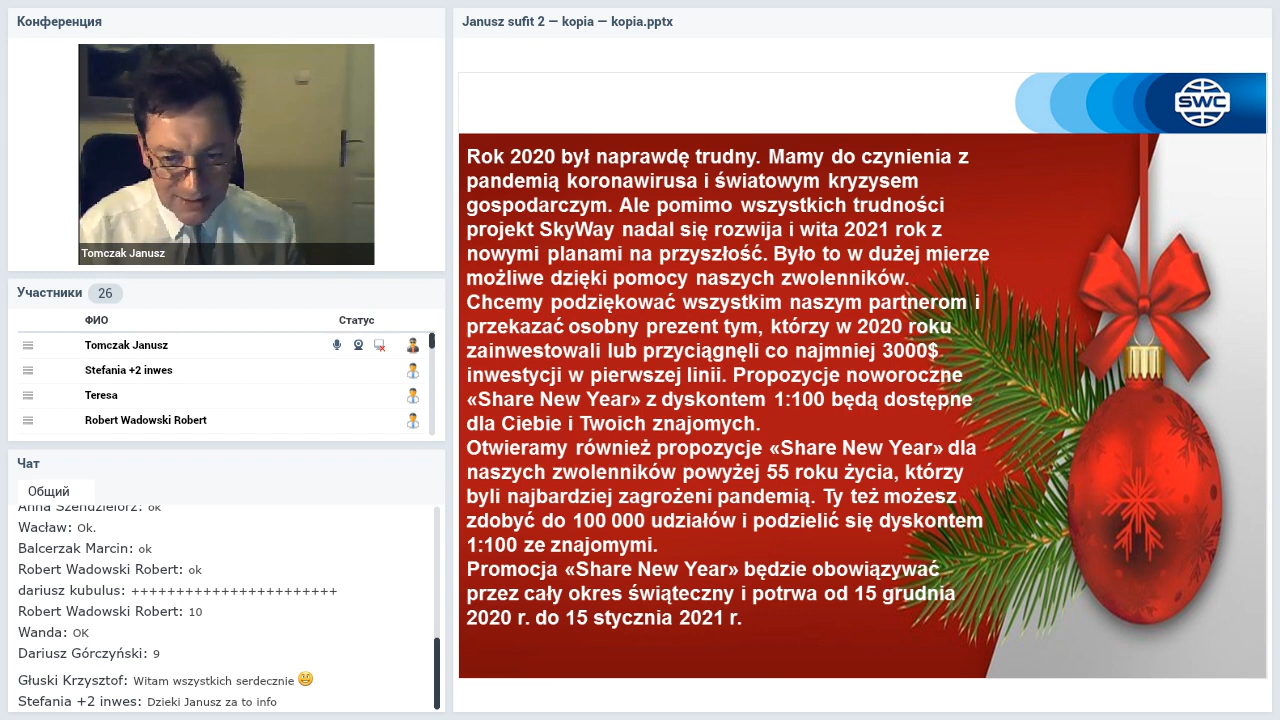 Конференция
Tomczak Janusz
Участники 26
ФИО Статус
Tomczak Janusz
Stefania +2 inwes
Teresa
Robert Wadowski Robert
Чат
Общий
Anna Szendzielorz: ok
Wacław: Ok.
Balcerzak Marcin: ok
Robert Wadowski Robert: ok
dariusz kubulus: +++++++++++++++++++++++
Robert Wadowski Robert: 10
Wanda: OK
Dariusz Górczyński: 9
Głuski Krzysztof: Witam wszystkich serdecznie
Stefania +2 inwes: Dzieki Janusz za to info
Janusz sufit 2 — kopia — kopia.pptx
SWC
Rok 2020 był naprawdę trudny. Mamy do czynienia z
pandemią koronawirusa i światowym kryzysem
gospodarczym. Ale pomimo wszystkich trudności
projekt SkyWay nadal się rozwija i wita 2021 rok z
nowymi planami na przyszłość. Było to w dużej mierze
możliwe dzięki pomocy naszych zwolenników.
Chcemy podziękować wszystkim naszym partnerom i
przekazać osobny prezent tym, którzy w 2020 roku
zainwestowali lub przyciągnęli co najmniej 3000$
inwestycji w pierwszej linii. Propozycje noworoczne
«Share New Year» z dyskontem 1:100 będą dostępne
dla Ciebie i Twoich znajomych.
Otwieramy również propozycje «Share New Year» dla
naszych zwolenników powyżej 55 roku życia, którzy
byli najbardziej zagrożeni pandemią. Ty też możesz
zdobyć do 100 000 udziałów i podzielić się dyskontem
1:100 ze znajomymi.
Promocja «Share New Year» będzie obowiązywać
przez cały okres świąteczny i potrwa od 15 grudnia
2020 r. do 15 stycznia 2021 r.